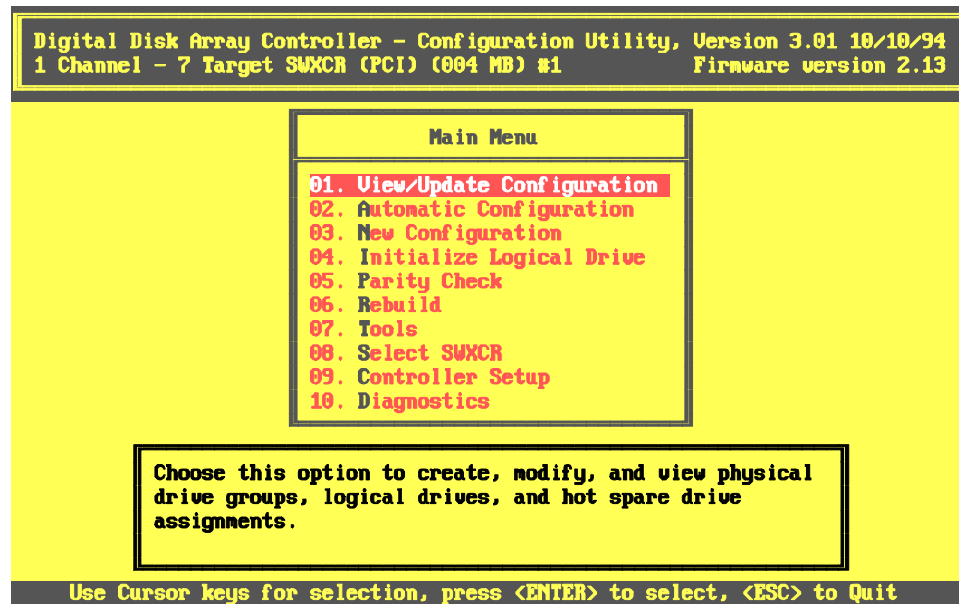 Digital Disk Array Controller – Configuration Utility, Version 3.01 10/10/94
1 Channel – 7 Target SWXCR (PCI) (004 MB) #1 Firmware version 2.13
Main Menu
01. View/Update Configuration
02. Automatic Configuration
03. New Configuration
04. Initialize Logical Drive
05. Parity Check
06. Rebuild
07. Tools
08. Select SWXCR
09. Controller Setup
10. Diagnostics
Choose this option to create, modify, and view physical
drive groups, logical drives, and hot spare drive
assignments.
Use Cursor keys for selection, press <ENTER> to select, <ESC> to Quit